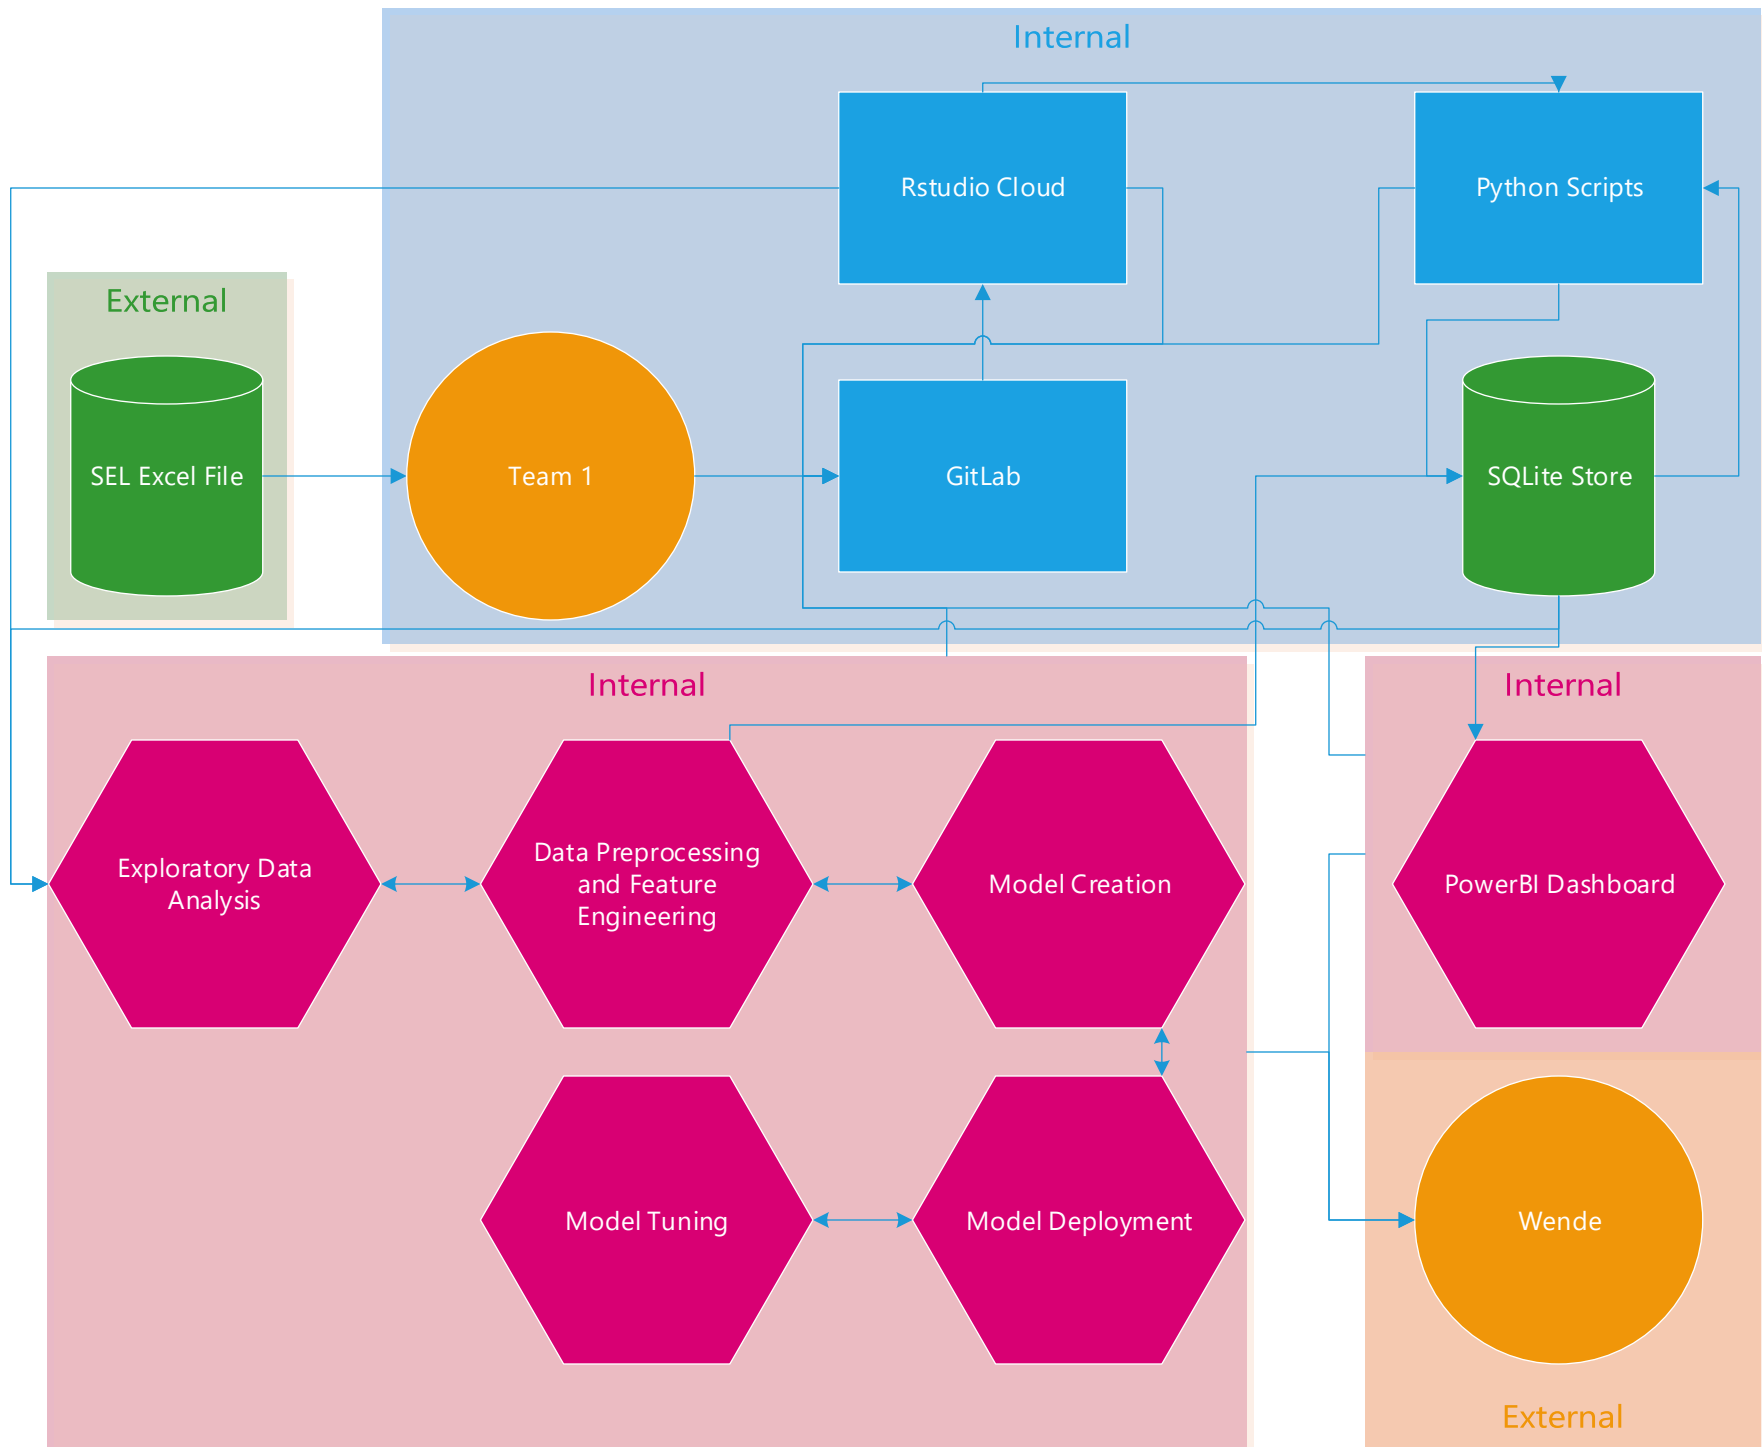 Internal
Rstudio Cloud
Python Scripts
External
SEL Excel File
Team 1
GitLab
SQLite Store
Internal
Internal
Exploratory Data
Analysis
Data Preprocessing
and Feature
Engineering
Model Creation
PowerBI Dashboard
Model Tuning
Model Deployment
Wende
External